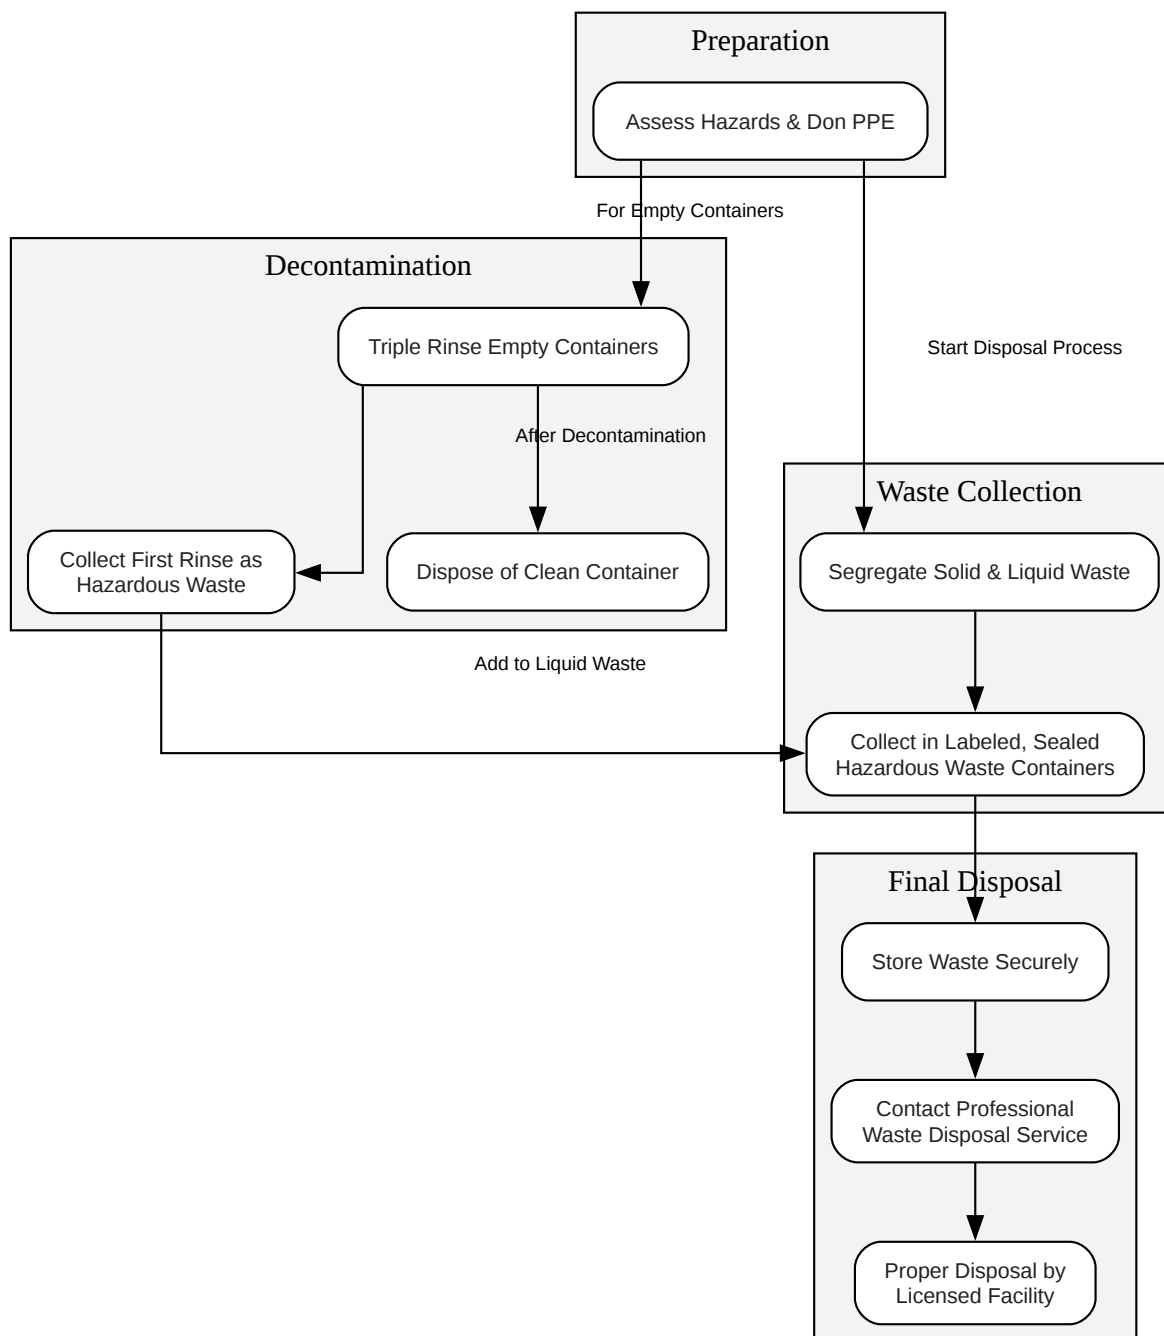 Preparation
Assess Hazards & Don PPE
For Empty Containers
Decontamination
Triple Rinse Empty Containers
Start Disposal Process
After Decontamination
Waste Collection
Collect First Rinse as
Hazardous Waste
Dispose of Clean Container
Segregate Solid & Liquid Waste
Add to Liquid Waste
Collect in Labeled, Sealed
Hazardous Waste Containers
Final Disposal
Store Waste Securely
Contact Professional
Waste Disposal Service
Proper Disposal by
Licensed Facility